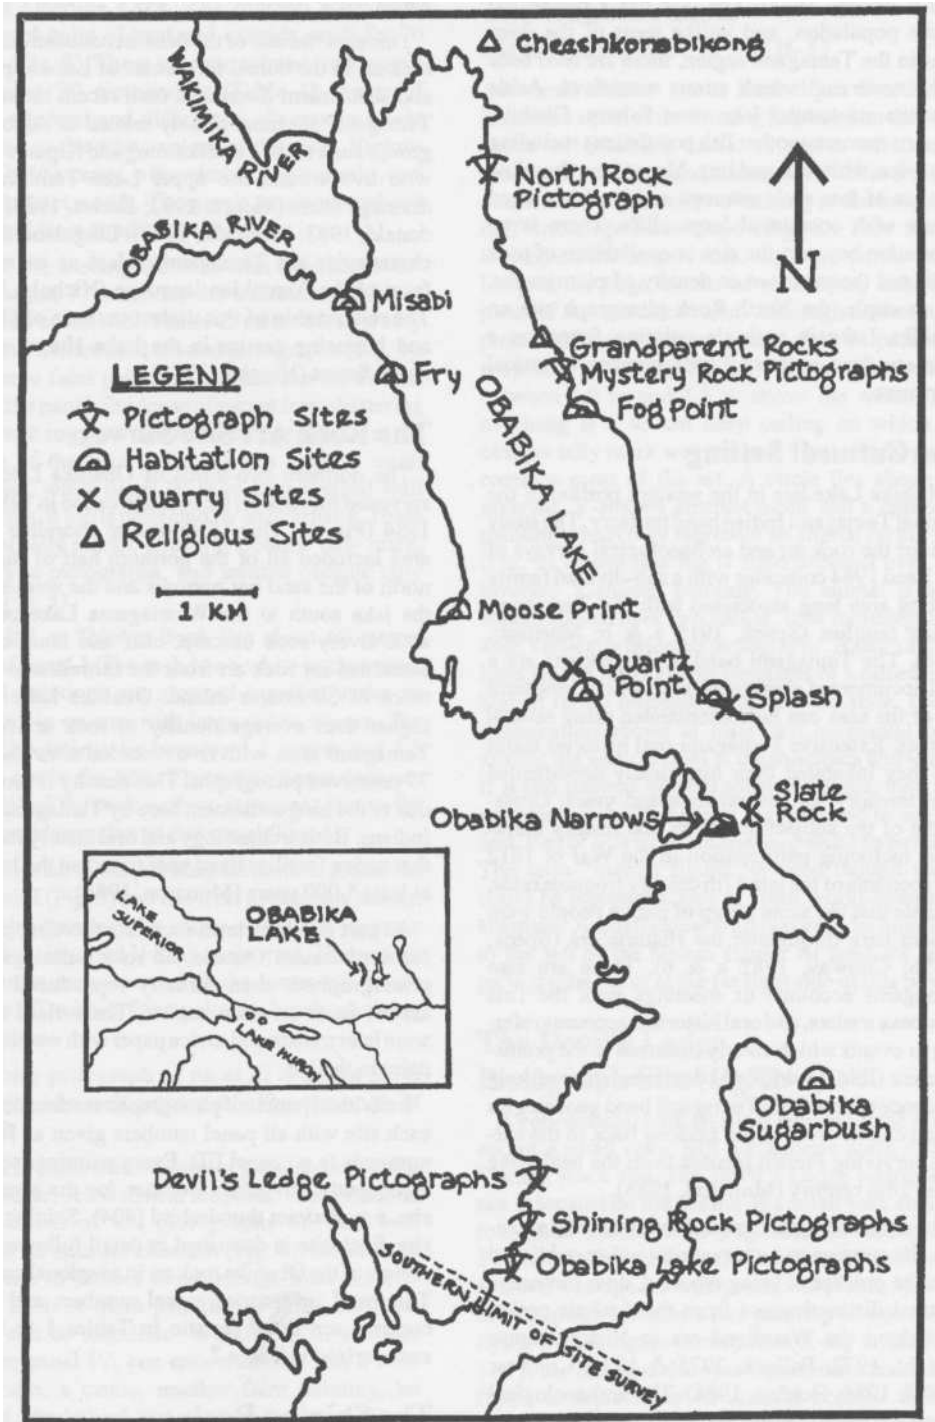 Cheeshkonabikong
WAKIMIKA
RIVER
North Rock
Pictograph
N
OBABIKA RIVER
Misabi
Grandparent Rocks
Mystery Rock Pictographs
Fry
Fog Point
OBABIKA LAKE
LEGEND
Pictograph Sites
Habitation Sites
Quarry Sites
Religious Sites
1 KM
Moose Print
Quartz
Point
Splash
Slate
Rock
Obabika Narrows
LAKE
SUPERIOR
OBABIKA
LAKE
LAKE HURON
Obabika
Sugarbush
Devil's Ledge Pictographs
Shining Rock Pictographs
Obabika Lake Pictographs
SOUTHERN LIMIT OF SITE SURVEY